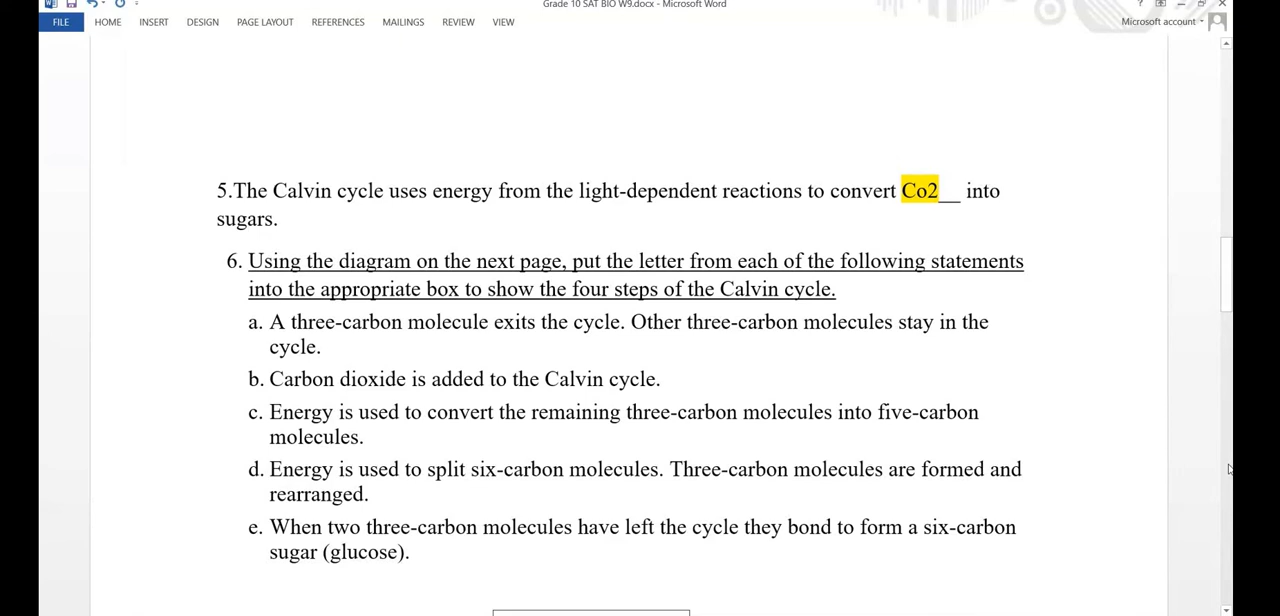 Grade 10 SAT BIO W9.docx - Microsoft Word
FILE HOME INSERT DESIGN PAGE LAYOUT REFERENCES MAILINGS REVIEW VIEW Microsoft account
5.The Calvin cycle uses energy from the light-dependent reactions to convert Co2__ into
sugars.
6. Using the diagram on the next page, put the letter from each of the following statements
into the appropriate box to show the four steps of the Calvin cycle.
a. A three-carbon molecule exits the cycle. Other three-carbon molecules stay in the
cycle.
b. Carbon dioxide is added to the Calvin cycle.
c. Energy is used to convert the remaining three-carbon molecules into five-carbon
molecules.
d. Energy is used to split six-carbon molecules. Three-carbon molecules are formed and
rearranged.
e. When two three-carbon molecules have left the cycle they bond to form a six-carbon
sugar (glucose).